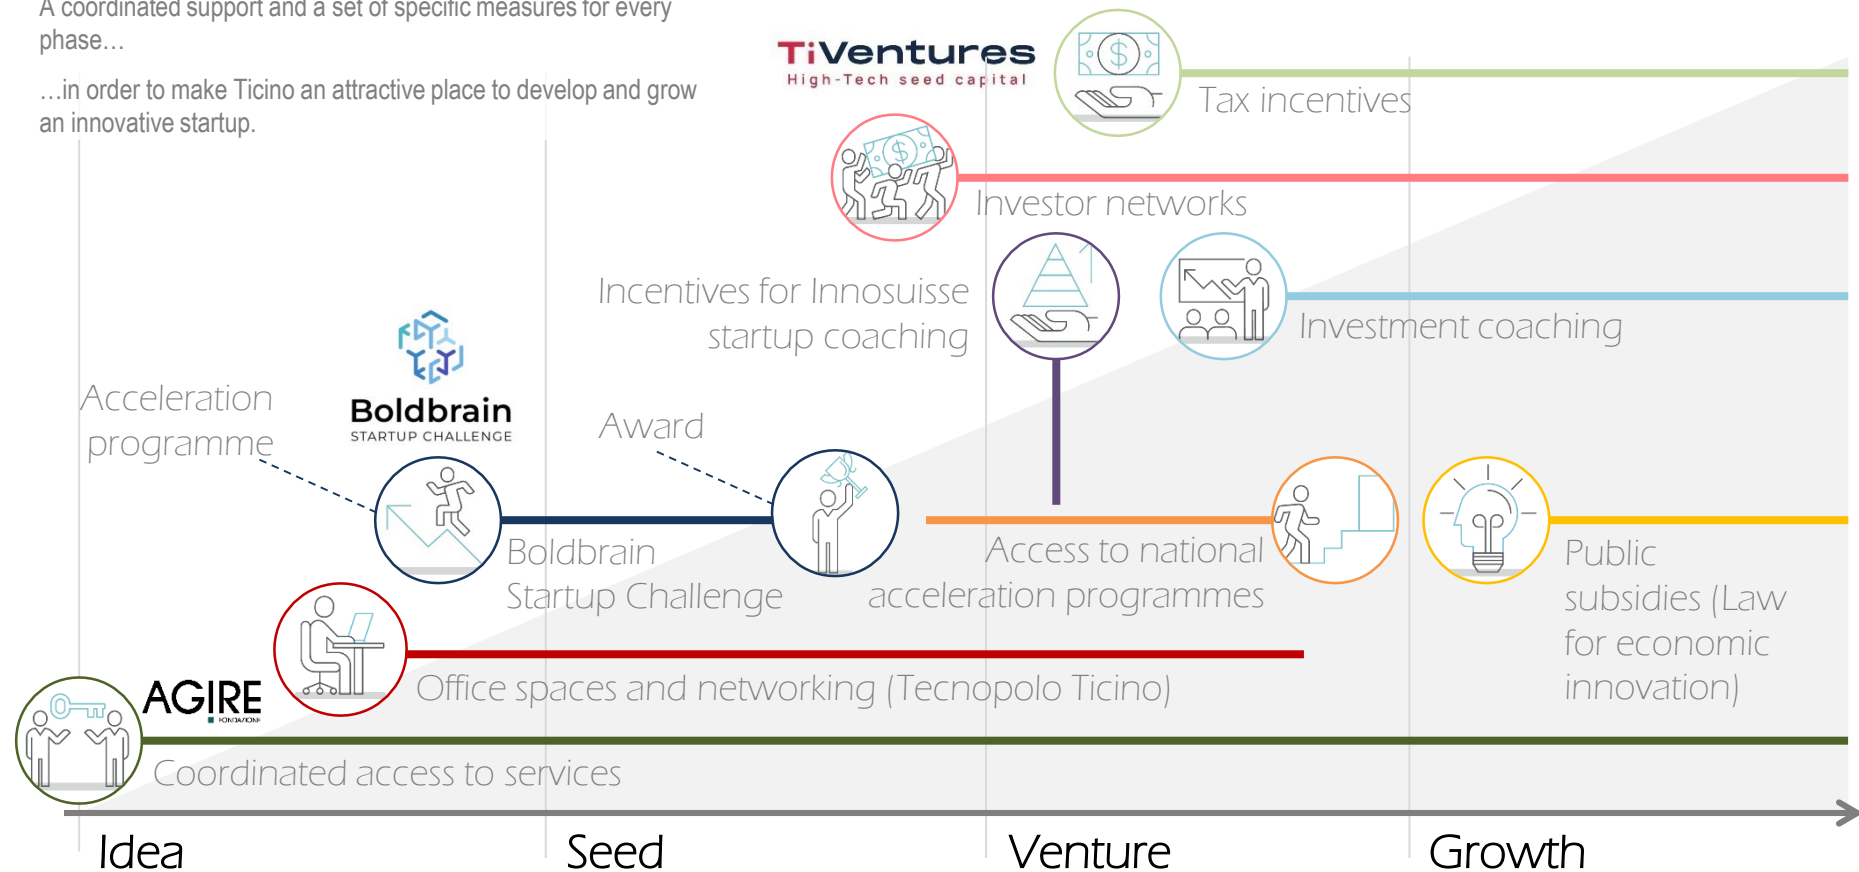 A coordinated support and a set of specific measures for every
phase…
…in order to make Ticino an attractive place to develop and grow
an innovative startup.
TiVentures
High-Tech seed capital
Tax incentives
Investor networks
Incentives for Innosuisse
startup coaching
Investment coaching
Acceleration
programme
Boldbrain
STARTUP CHALLENGE
Award
Boldbrain
Startup Challenge
Access to national
acceleration programmes
Public
subsidies (Law
for economic
innovation)
Office spaces and networking (Tecnopolo Ticino)
AGIRE
FONDAZIONE
Coordinated access to services
Idea
Seed
Venture
Growth